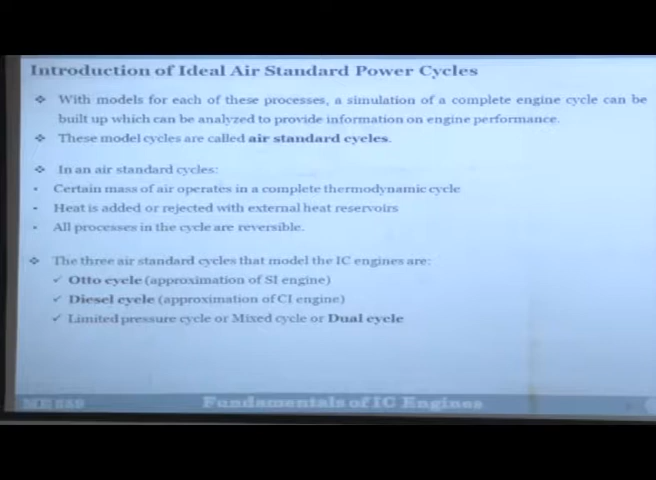 Introduction of Ideal Air Standard Power Cycles
❖ With models for each of these processes, a simulation of a complete engine cycle can be
built up which can be analyzed to provide information on engine performance.
❖ These model cycles are called air standard cycles.
❖ In an air standard cycles:
• Certain mass of air operates in a complete thermodynamic cycle
• Heat is added or rejected with external heat reservoirs
• All processes in the cycle are reversible.
❖ The three air standard cycles that model the IC engines are:
✓ Otto cycle (approximation of SI engine)
✓ Diesel cycle (approximation of CI engine)
✓ Limited pressure cycle or Mixed cycle or Dual cycle
ME Fundamentals of IC Engines